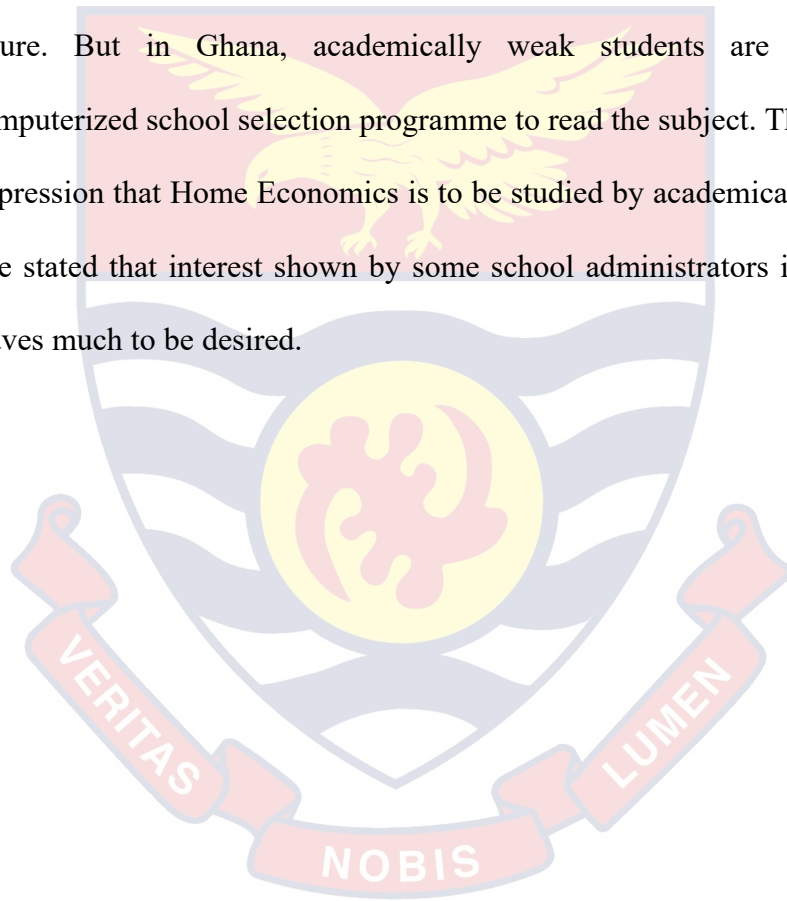 ure. But in Ghana, academically weak students are
mputerized school selection programme to read the subject. Th
pression that Home Economics is to be studied by academica
e stated that interest shown by some school administrators i
aves much to be desired.
VERITAS
NOBIS
LUMEN